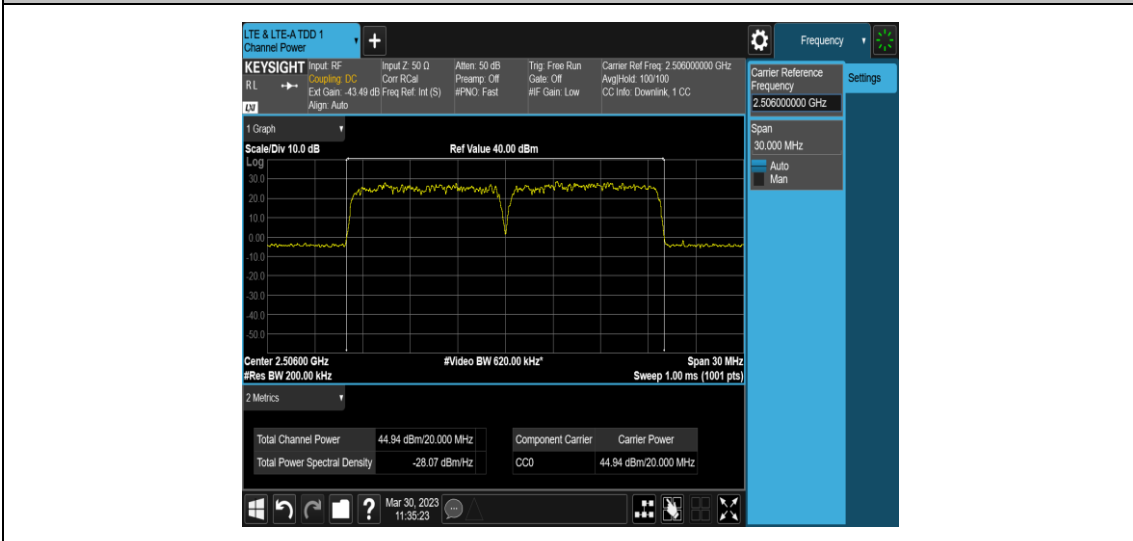 LTE & LTE-A TDD 1
Channel Power
+
Frequency
KEYSIGHT
RL
LXI
Input: RF
Coupling: DC
Ext Gain: -43.49 dB
Align: Auto
Input Z: 50 Ω
Corr RCal
Freq Ref: Int (S)
Atten: 50 dB
Preamp: Off
#PNO: Fast
Trig: Free Run
Gate: Off
#IF Gain: Low
Carrier Ref Freq: 2.506000000 GHz
Avg|Hold: 100/100
CC Info: Downlink, 1 CC
Carrier Reference
Frequency
2.506000000 GHz
Settings
Span
30.000 MHz
Auto
Man
1 Graph
Scale/Div 10.0 dB
Ref Value 40.00 dBm
Log
30.0
20.0
10.0
0.00
-10.0
-20.0
-30.0
-40.0
-50.0
Center 2.50600 GHz
#Video BW 620.00 kHz*
Span 30 MHz
#Res BW 200.00 kHz
Sweep 1.00 ms (1001 pts)
2 Metrics
Total Channel Power 44.94 dBm/20.000 MHz
Total Power Spectral Density -28.07 dBm/Hz
Component Carrier Carrier Power
CC0 44.94 dBm/20.000 MHz
?
Mar 30, 2023
11:35:23